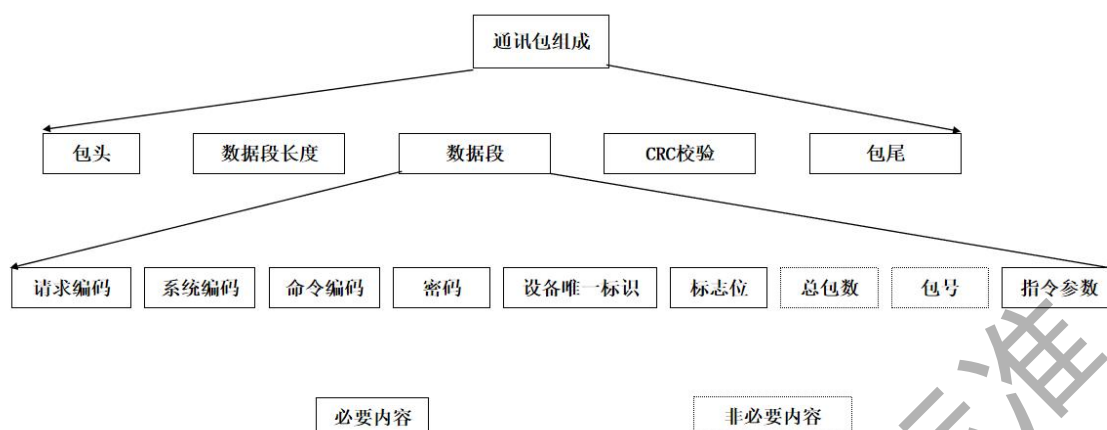 通讯包组成
包头 数据段长度 数据段 CRC校验 包尾
请求编码 系统编码 命令编码 密码 设备唯一标识 标志位 总包数 包号 指令参数
必要内容 非必要内容
准